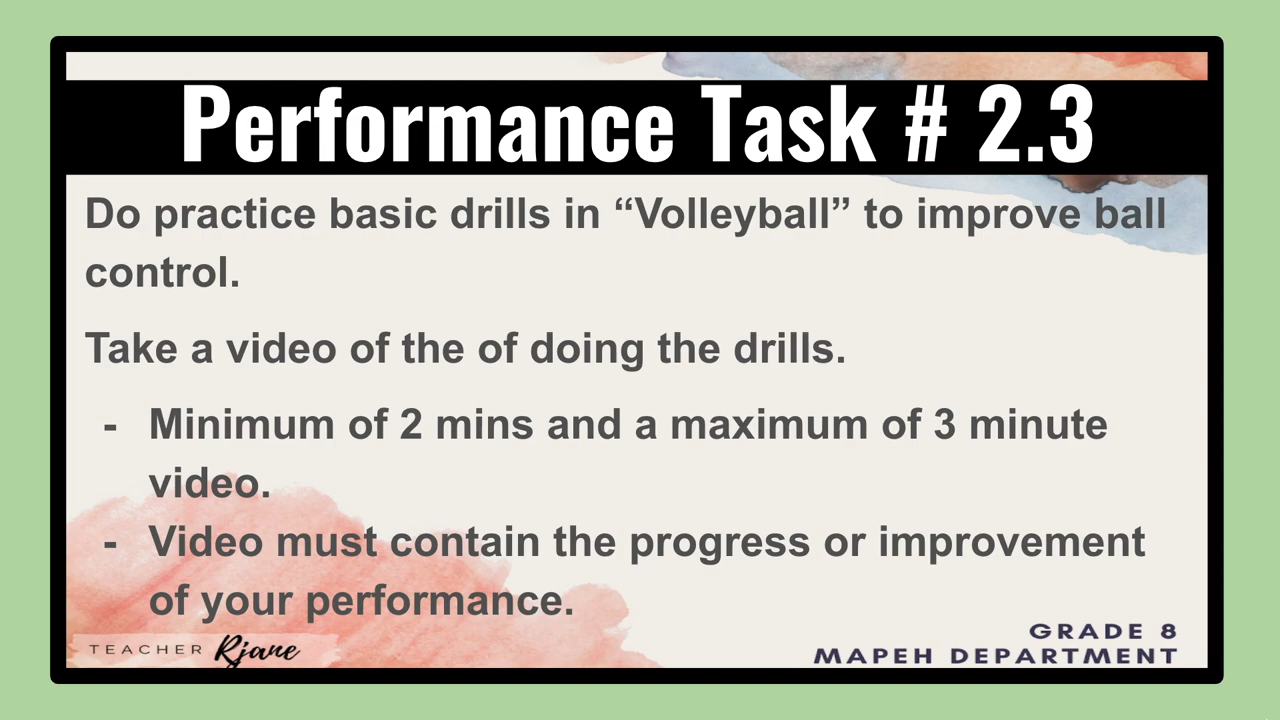 Performance Task # 2.3
Do practice basic drills in “Volleyball” to improve ball
control.
Take a video of the of doing the drills.
- Minimum of 2 mins and a maximum of 3 minute
video.
- Video must contain the progress or improvement
of your performance.
TEACHER Rjane
GRADE 8
MAPEH DEPARTMENT